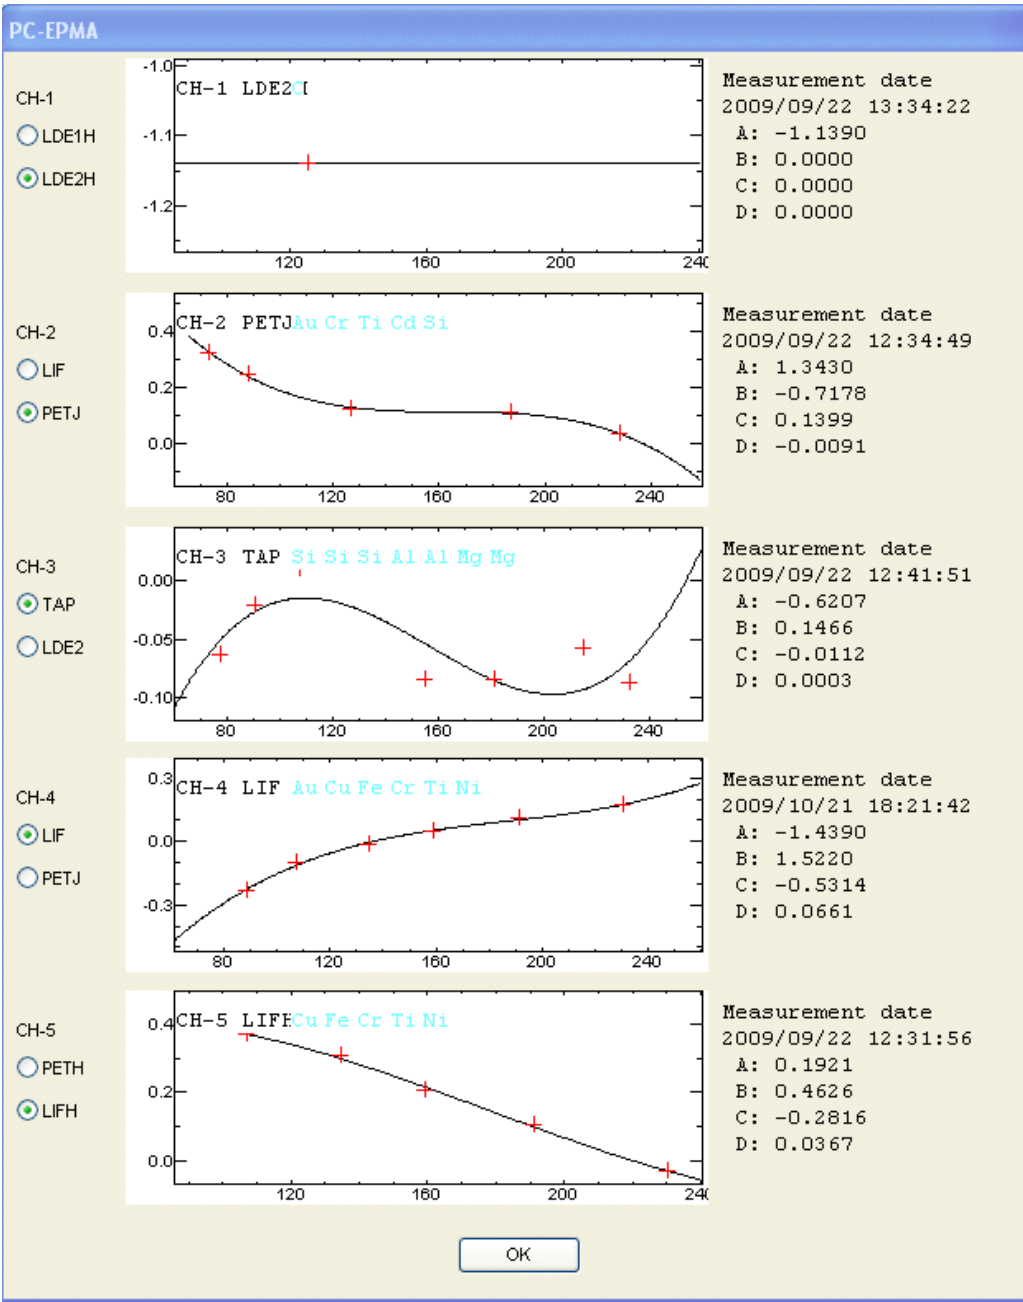 PC-EPMA
CH-1
LDE1H
LDE2H
-1.0
-1.1
-1.2
CH-1 LDE2
120
160
200
Measurement date
2009/09/22 13:34:22
A: -1.1390
B: 0.0000
C: 0.0000
D: 0.0000
CH-2
LIF
PETJ
0.4
0.2
0.0
CH-2 PETJ Au Cr Ti Cd Si
80
120
160
200
240
Measurement date
2009/09/22 12:34:49
A: 1.3430
B: -0.7178
C: 0.1399
D: -0.0091
CH-3
TAP
LDE2
0.00
-0.05
-0.10
CH-3 TAP Si Si Si Al Al Mg Mg
80
120
160
200
240
Measurement date
2009/09/22 12:41:51
A: -0.6207
B: 0.1466
C: -0.0112
D: 0.0003
CH-4
LIF
PETJ
0.3
0.0
-0.3
CH-4 LIF Au Cu Fe Cr Ti Ni
80
120
160
200
240
Measurement date
2009/10/21 18:21:42
A: -1.4390
B: 1.5220
C: -0.5314
D: 0.0661
CH-5
PETH
LIFH
0.4
0.2
0.0
CH-5 LIFH Cu Fe Cr Ti Ni
120
160
200
Measurement date
2009/09/22 12:31:56
A: 0.1921
B: 0.4626
C: -0.2816
D: 0.0367
OK